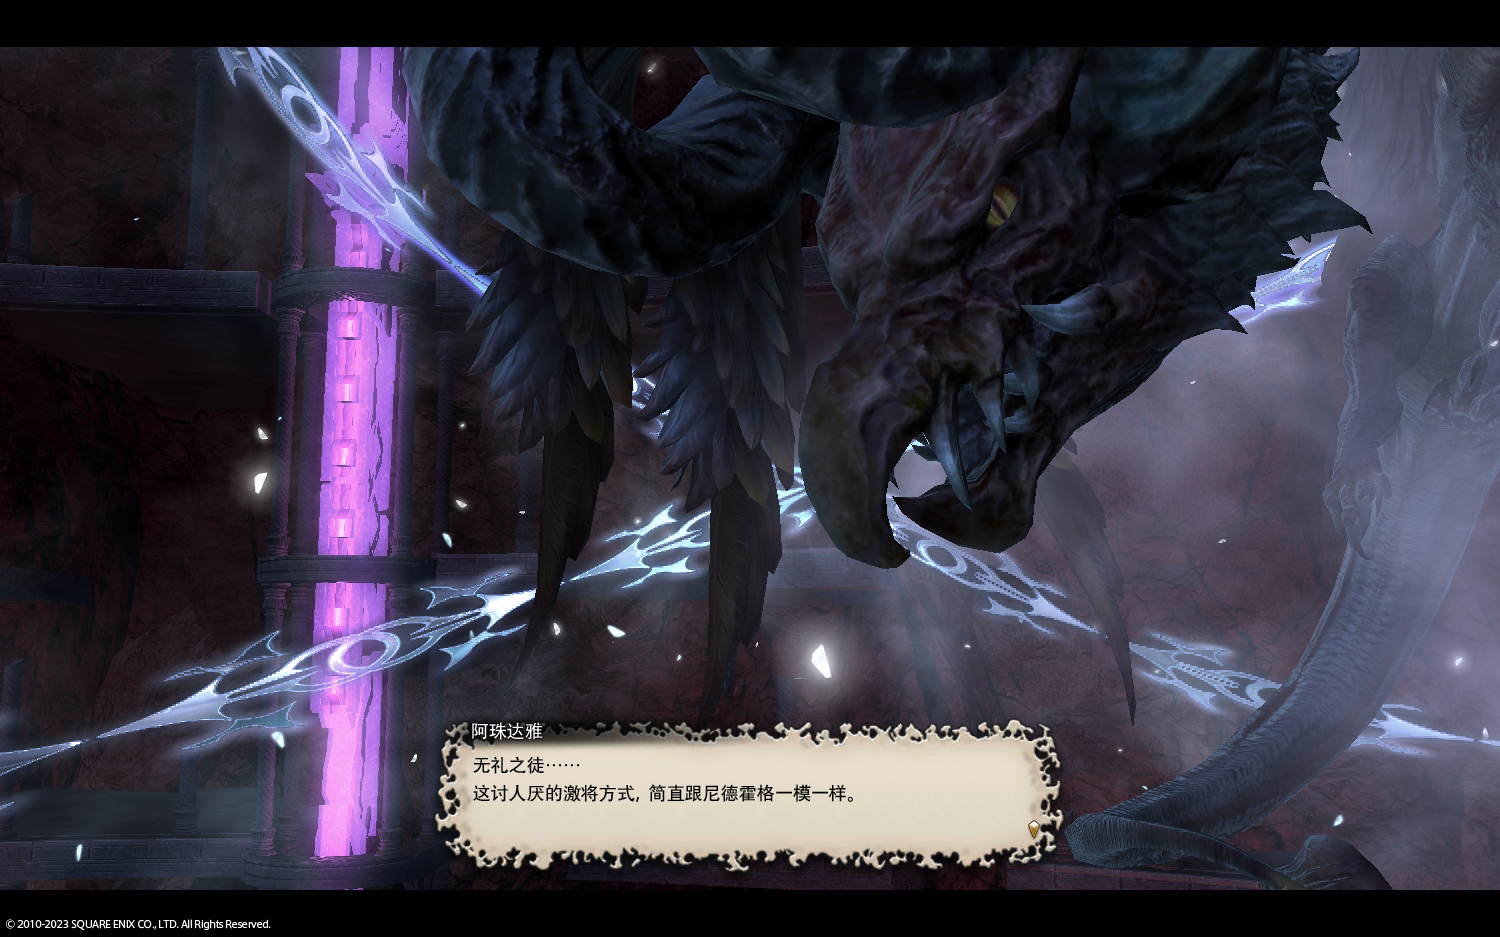 阿珠达雅
无礼之徒……
这讨人厌的激将方式, 简直跟尼德霍格一模一样。
© 2010-2023 SQUARE ENIX CO., LTD. All Rights Reserved.